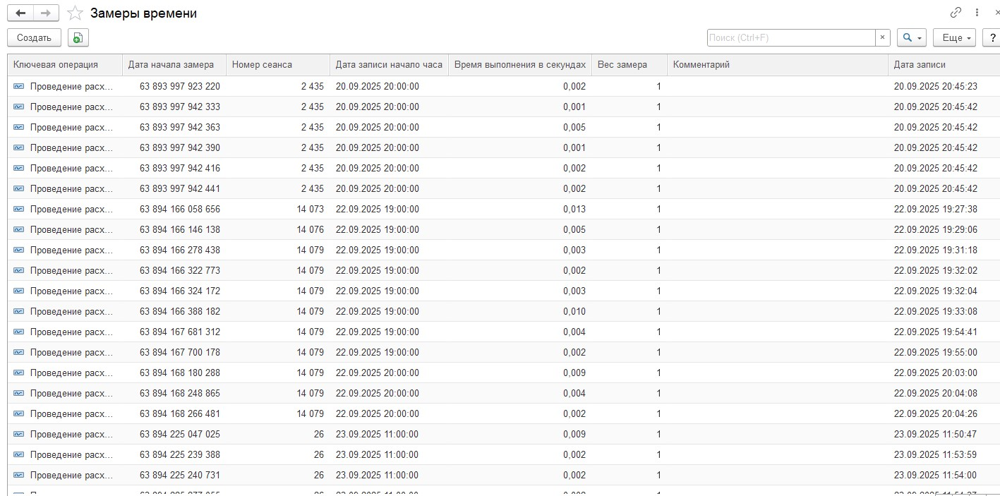 Замеры времени
Создать Поиск (Ctrl+F) × Еще ?
Ключевая операция Дата начала замера Номер сеанса Дата записи начало часа Время выполнения в секундах Вес замера Комментарий Дата записи
Проведение расх... 63 893 997 923 220 2 435 20.09.2025 20:00:00 0,002 1 20.09.2025 20:45:23
Проведение расх... 63 893 997 942 333 2 435 20.09.2025 20:00:00 0,001 1 20.09.2025 20:45:42
Проведение расх... 63 893 997 942 363 2 435 20.09.2025 20:00:00 0,005 1 20.09.2025 20:45:42
Проведение расх... 63 893 997 942 390 2 435 20.09.2025 20:00:00 0,001 1 20.09.2025 20:45:42
Проведение расх... 63 893 997 942 416 2 435 20.09.2025 20:00:00 0,002 1 20.09.2025 20:45:42
Проведение расх... 63 893 997 942 441 2 435 20.09.2025 20:00:00 0,002 1 20.09.2025 20:45:42
Проведение расх... 63 894 166 058 656 14 073 22.09.2025 19:00:00 0,013 1 22.09.2025 19:27:38
Проведение расх... 63 894 166 146 138 14 076 22.09.2025 19:00:00 0,005 1 22.09.2025 19:29:06
Проведение расх... 63 894 166 278 438 14 079 22.09.2025 19:00:00 0,003 1 22.09.2025 19:31:18
Проведение расх... 63 894 166 322 773 14 079 22.09.2025 19:00:00 0,002 1 22.09.2025 19:32:02
Проведение расх... 63 894 166 324 172 14 079 22.09.2025 19:00:00 0,003 1 22.09.2025 19:32:04
Проведение расх... 63 894 166 388 182 14 079 22.09.2025 19:00:00 0,010 1 22.09.2025 19:33:08
Проведение расх... 63 894 167 681 312 14 079 22.09.2025 19:00:00 0,004 1 22.09.2025 19:54:41
Проведение расх... 63 894 167 700 178 14 079 22.09.2025 19:00:00 0,002 1 22.09.2025 19:55:00
Проведение расх... 63 894 168 180 288 14 079 22.09.2025 20:00:00 0,009 1 22.09.2025 20:03:00
Проведение расх... 63 894 168 248 865 14 079 22.09.2025 20:00:00 0,004 1 22.09.2025 20:04:08
Проведение расх... 63 894 168 266 481 14 079 22.09.2025 20:00:00 0,002 1 22.09.2025 20:04:26
Проведение расх... 63 894 225 047 025 26 23.09.2025 11:00:00 0,009 1 23.09.2025 11:50:47
Проведение расх... 63 894 225 239 388 26 23.09.2025 11:00:00 0,002 1 23.09.2025 11:53:59
Проведение расх... 63 894 225 240 731 26 23.09.2025 11:00:00 0,002 1 23.09.2025 11:54:00